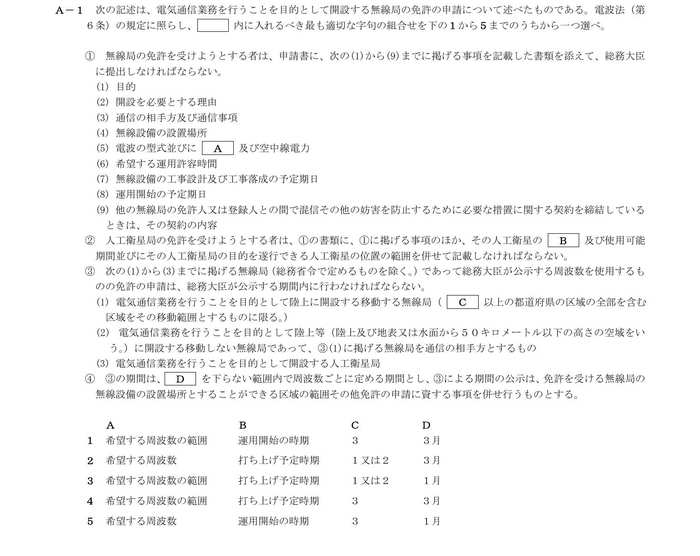 A－1 次の記述は、電気通信業務を行うことを目的として開設する無線局の免許の申請について述べたものである。電波法（第
６条）の規定に照らし、 内に入れるべき最も適切な字句の組合せを下の１から５までのうちから一つ選べ。
① 無線局の免許を受けようとする者は、申請書に、次の(1)から(9)までに掲げる事項を記載した書類を添えて、総務大臣
に提出しなければならない。
(1) 目的
(2) 開設を必要とする理由
(3) 通信の相手方及び通信事項
(4) 無線設備の設置場所
(5) 電波の型式並びに A 及び空中線電力
(6) 希望する運用許容時間
(7) 無線設備の工事設計及び工事落成の予定期日
(8) 運用開始の予定期日
(9) 他の無線局の免許人又は登録人との間で混信その他の妨害を防止するために必要な措置に関する契約を締結している
ときは、その契約の内容
② 人工衛星局の免許を受けようとする者は、①の書類に、①に掲げる事項のほか、その人工衛星の B 及び使用可能
期間並びにその人工衛星局の目的を遂行できる人工衛星の位置の範囲を併せて記載しなければならない。
③ 次の(1)から(3)までに掲げる無線局（総務省令で定めるものを除く。）であって総務大臣が公示する周波数を使用するも
のの免許の申請は、総務大臣が公示する期間内に行わなければならない。
(1) 電気通信業務を行うことを目的として陸上に開設する移動する無線局（ C 以上の都道府県の区域の全部を含む
区域をその移動範囲とするものに限る。）
(2) 電気通信業務を行うことを目的として陸上等（陸上及び地表又は水面から５０キロメートル以下の高さの空域をい
う。）に開設する移動しない無線局であって、③(1)に掲げる無線局を通信の相手方とするもの
(3) 電気通信業務を行うことを目的として開設する人工衛星局
④ ③の期間は、 D を下らない範囲内で周波数ごとに定める期間とし、③による期間の公示は、免許を受ける無線局の
無線設備の設置場所とすることができる区域の範囲その他免許の申請に資する事項を併せ行うものとする。
A B C D
1 希望する周波数の範囲 運用開始の時期 3 3月
2 希望する周波数 打ち上げ予定時期 1又は2 3月
3 希望する周波数の範囲 打ち上げ予定時期 1又は2 1月
4 希望する周波数の範囲 打ち上げ予定時期 3 3月
5 希望する周波数 運用開始の時期 3 1月